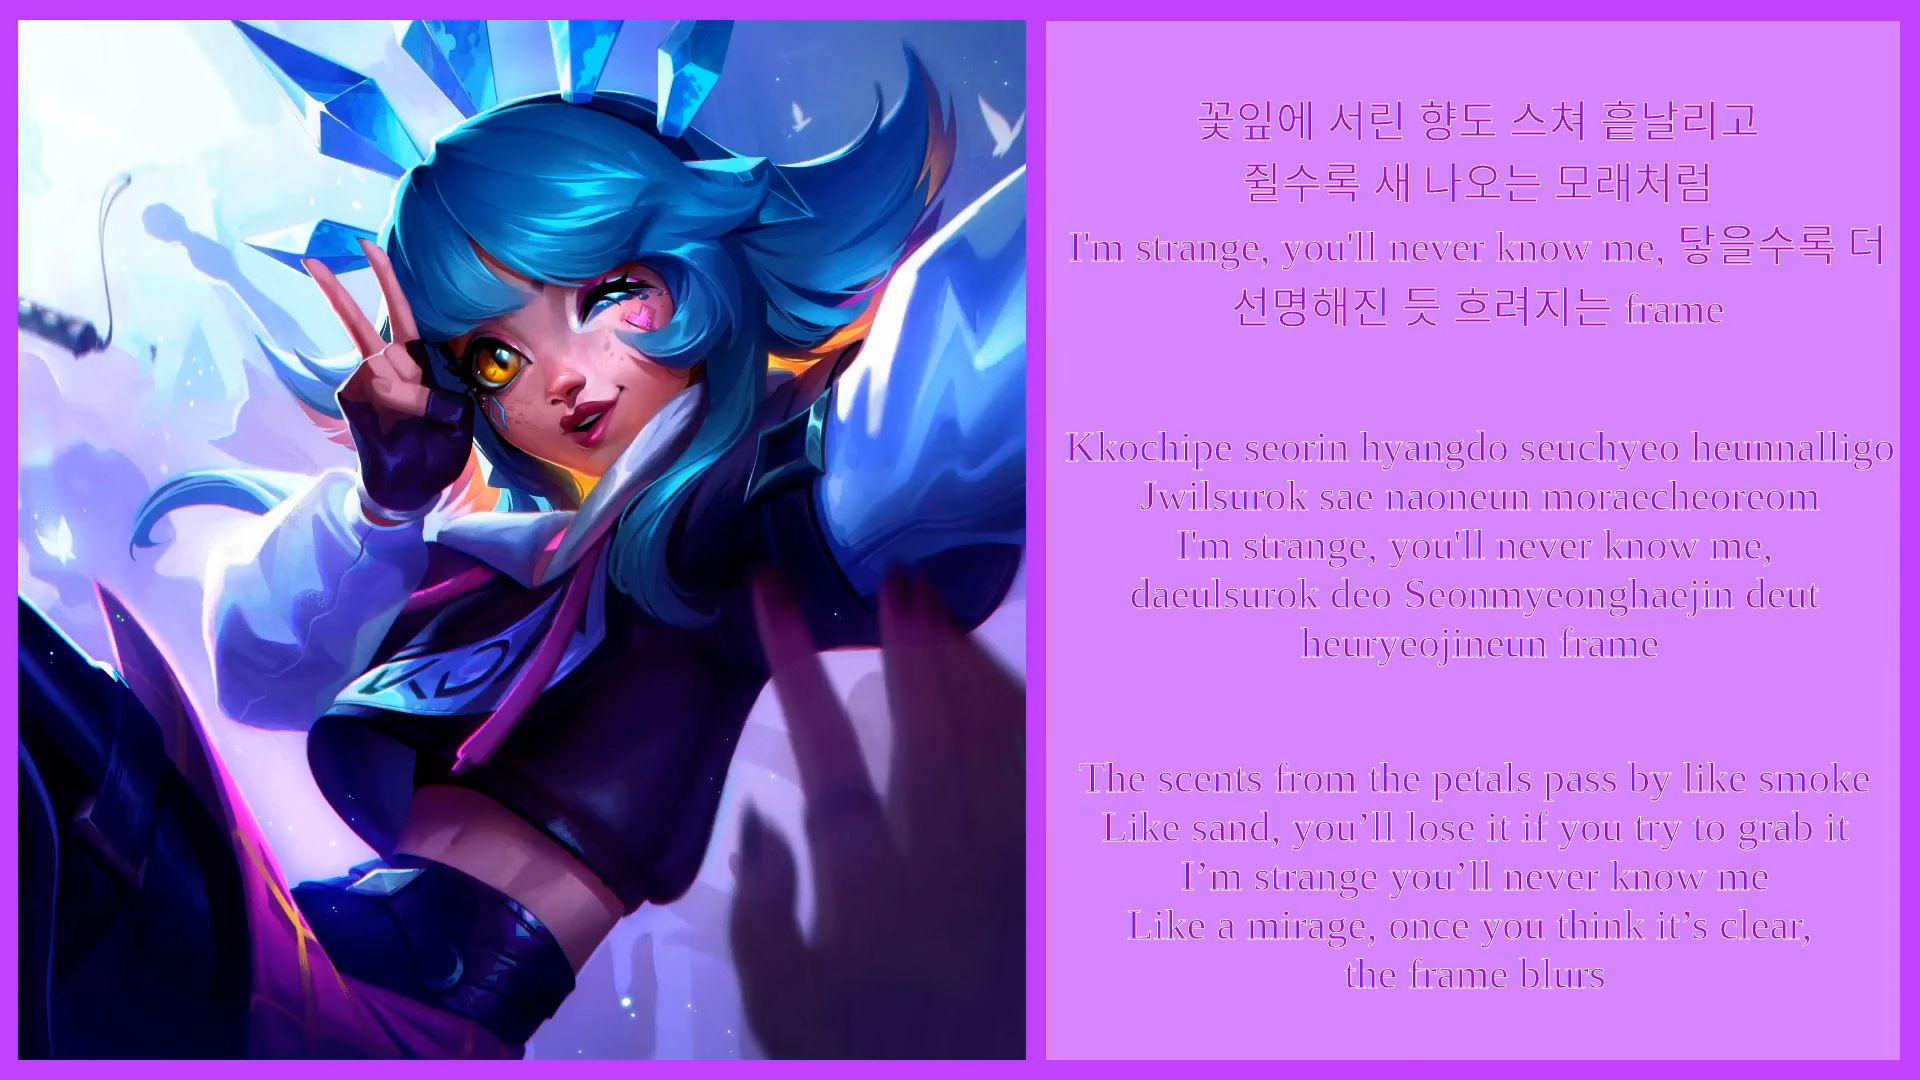 꽃잎에 서린 향도 스쳐 흩날리고
쥘수록 새 나오는 모래처럼
I'm strange, you'll never know me, 닿을수록 더
선명해진 듯 흐려지는 frame
Kkochipe seorin hyangdo seuchyeo heunnalligo
Jwilsurok sae naoneun moraecheoreom
I'm strange, you'll never know me,
daeulsurok deo Seonmyeonghaejin deut
heuryeojineun frame
The scents from the petals pass by like smoke
Like sand, you’ll lose it if you try to grab it
I’m strange you’ll never know me
Like a mirage, once you think it’s clear,
the frame blurs